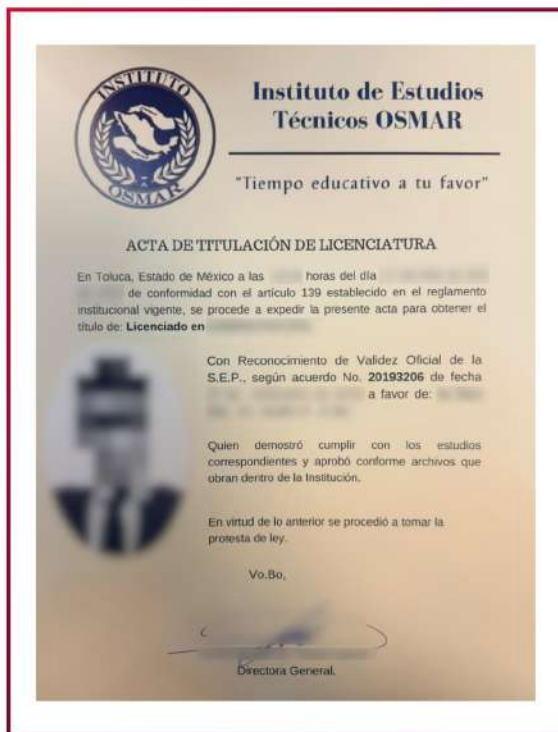 INSTITUTO
OSMAR
Instituto de Estudios
Técnicos OSMAR
"Tiempo educativo a tu favor"
ACTA DE TITULACIÓN DE LICENCIATURA
En Toluca, Estado de México a las horas del día
de conformidad con el artículo 139 establecido en el reglamento
institucional vigente, se procede a expedir la presente acta para obtener el
título de: Licenciado en
Con Reconocimiento de Validez Oficial de la
S.E.P., según acuerdo No. 20193206 de fecha
a favor de:
Quien demostró cumplir con los estudios
correspondientes y aprobó conforme archivos que
obran dentro de la Institución.
En virtud de lo anterior se procedió a tomar la
protesta de ley.
Vo.Bo,
Directora General.